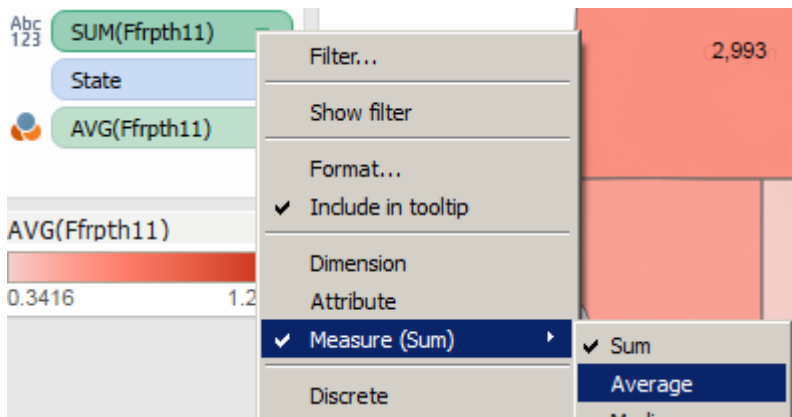 Abc
123
SUM(Ffrpth11)
State
AVG(Ffrpth11)
AVG(Ffrpth11)
0.3416
1.2
Filter...
Show filter
Format...
Include in tooltip
Dimension
Attribute
Measure (Sum)
Discrete
Sum
Average
2,993